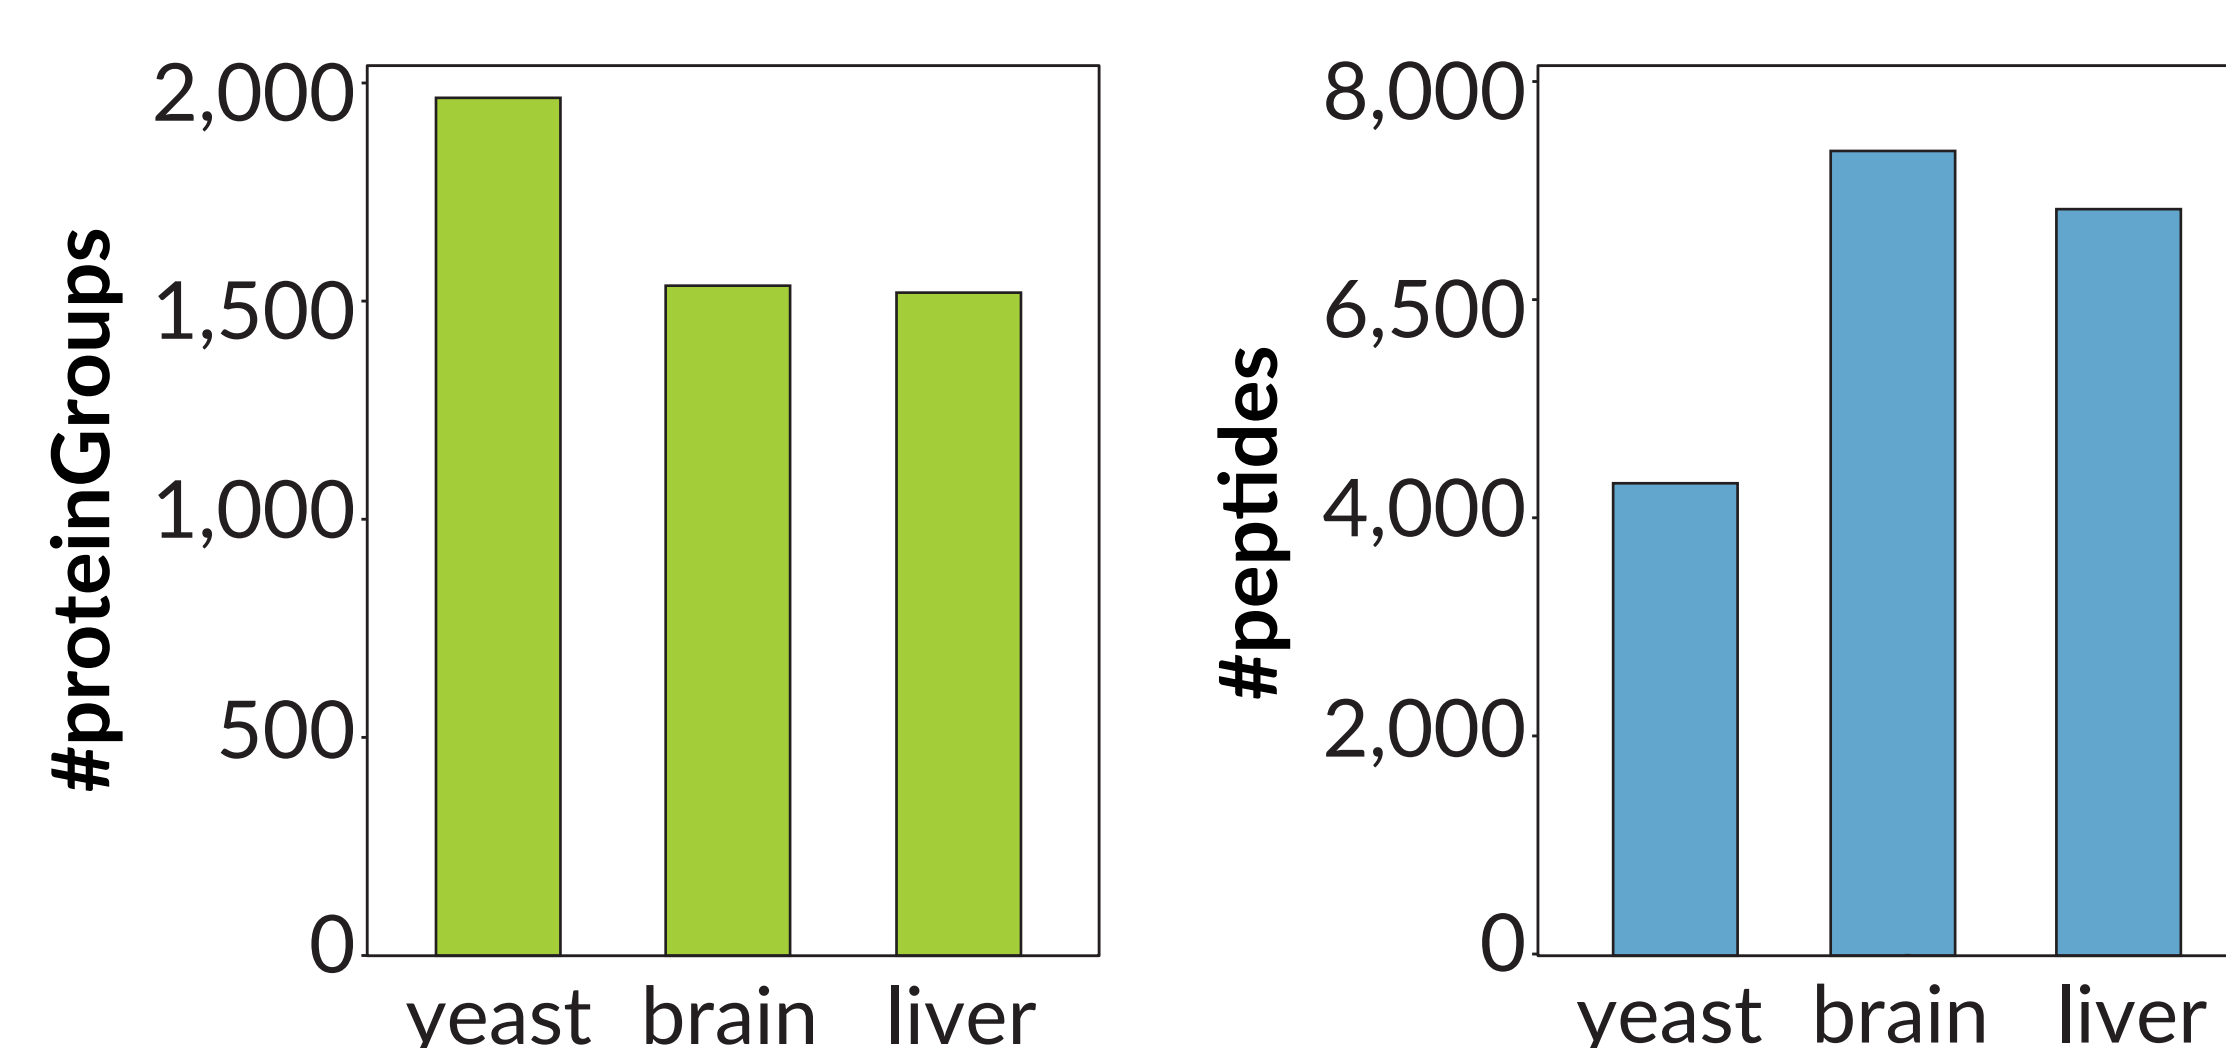 #proteinGroups
2,000
1,500
1,000
500
0
yeast brain liver
#peptides
8,000
6,500
4,000
2,000
0
yeast brain liver